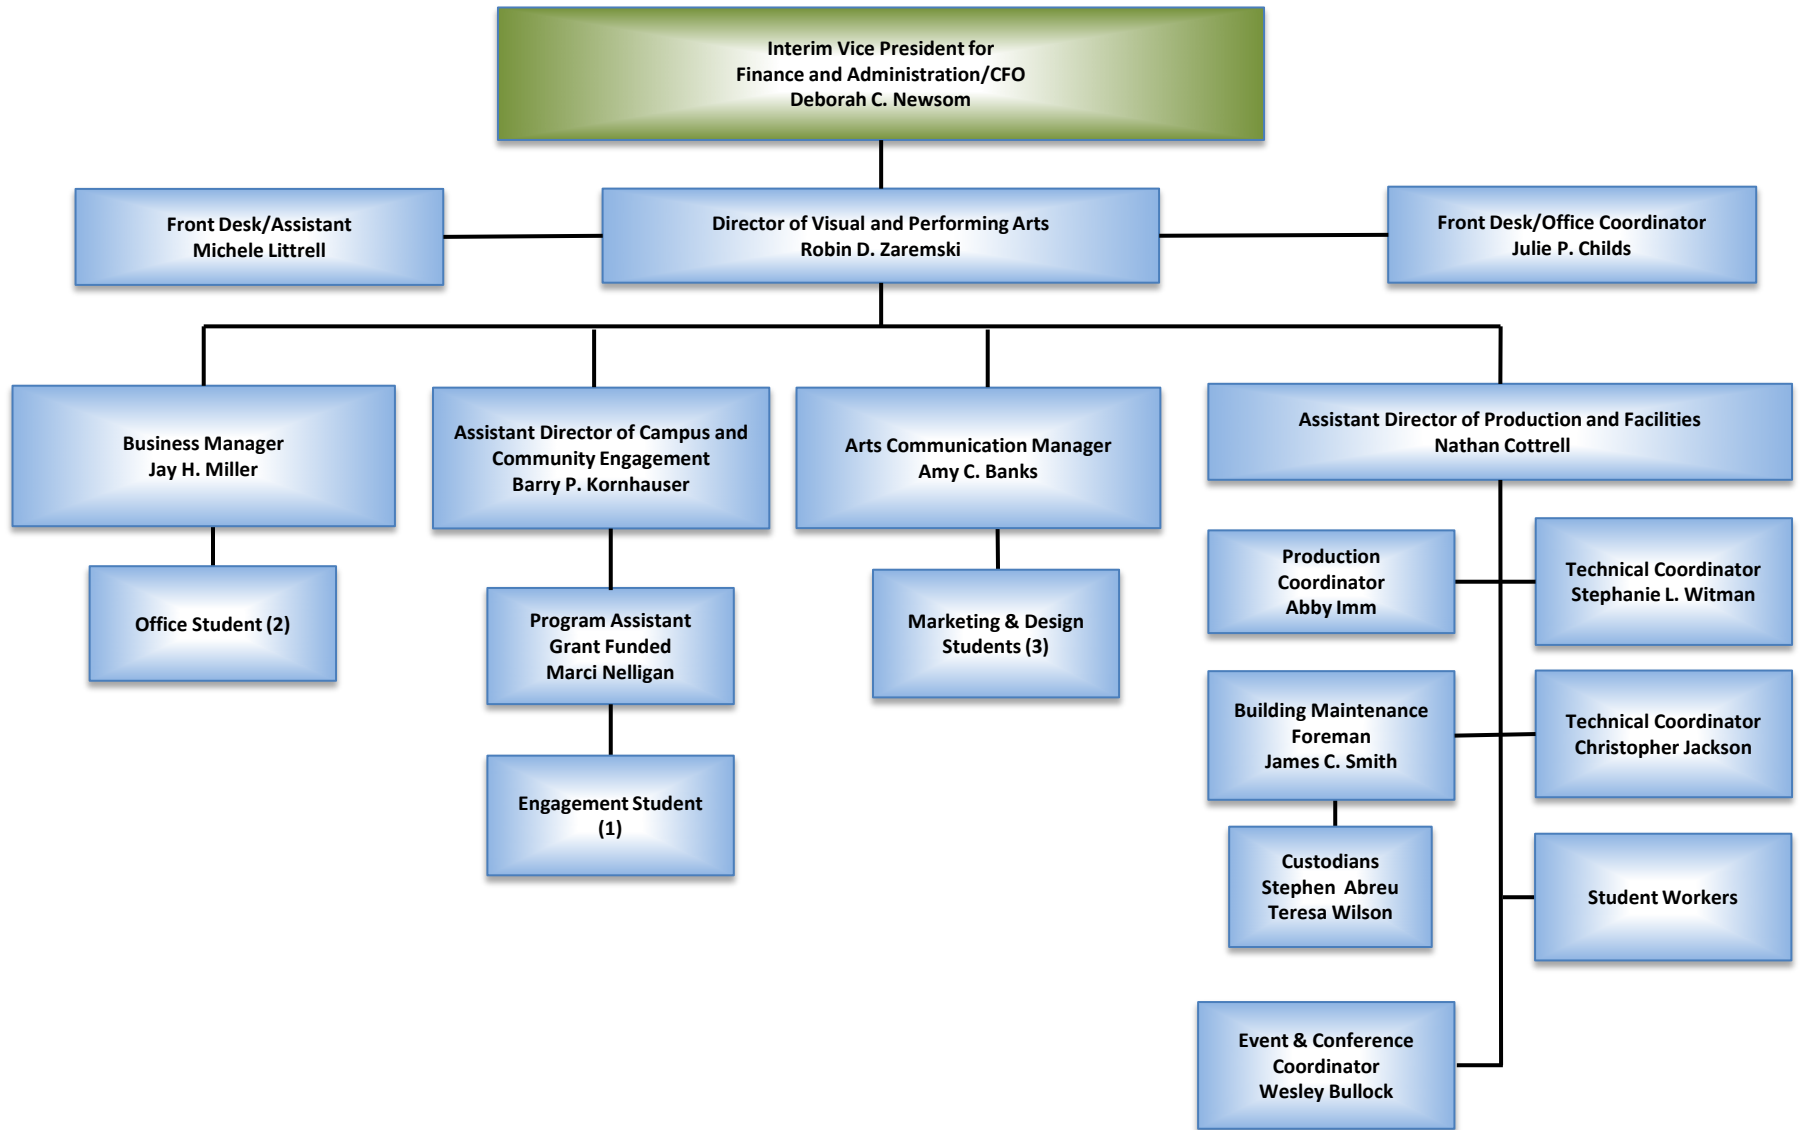 Interim Vice President for
Finance and Administration/CFO
Deborah C. Newsom
Front Desk/Assistant
Michele Littrell
Director of Visual and Performing Arts
Robin D. Zaremski
Front Desk/Office Coordinator
Julie P. Childs
Business Manager
Jay H. Miller
Assistant Director of Campus and
Community Engagement
Barry P. Kornhauser
Arts Communication Manager
Amy C. Banks
Assistant Director of Production and Facilities
Nathan Cottrell
Office Student (2)
Program Assistant
Grant Funded
Marci Nelligan
Engagement Student
(1)
Marketing & Design
Students (3)
Production
Coordinator
Abby Imm
Technical Coordinator
Stephanie L. Witman
Building Maintenance
Foreman
James C. Smith
Technical Coordinator
Christopher Jackson
Custodians
Stephen  Abreu
Teresa Wilson
Student Workers
Event & Conference
Coordinator
Wesley Bullock